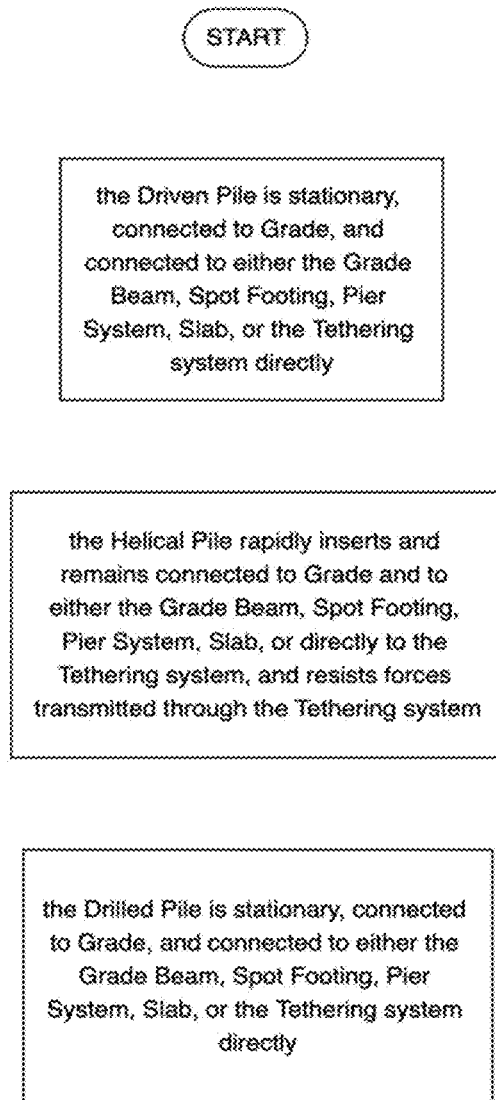 START
the Driven Pile is stationary,
connected to Grade, and
connected to either the Grade
Beam, Spot Footing, Pier
System, Slab, or the Tethering
system directly
the Helical Pile rapidly inserts and
remains connected to Grade and to
either the Grade Beam, Spot Footing,
Pier System, Slab, or directly to the
Tethering system, and resists forces
transmitted through the Tethering system
the Drilled Pile is stationary, connected
to Grade, and connected to either the
Grade Beam, Spot Footing, Pier
System, Slab, or the Tethering system
directly